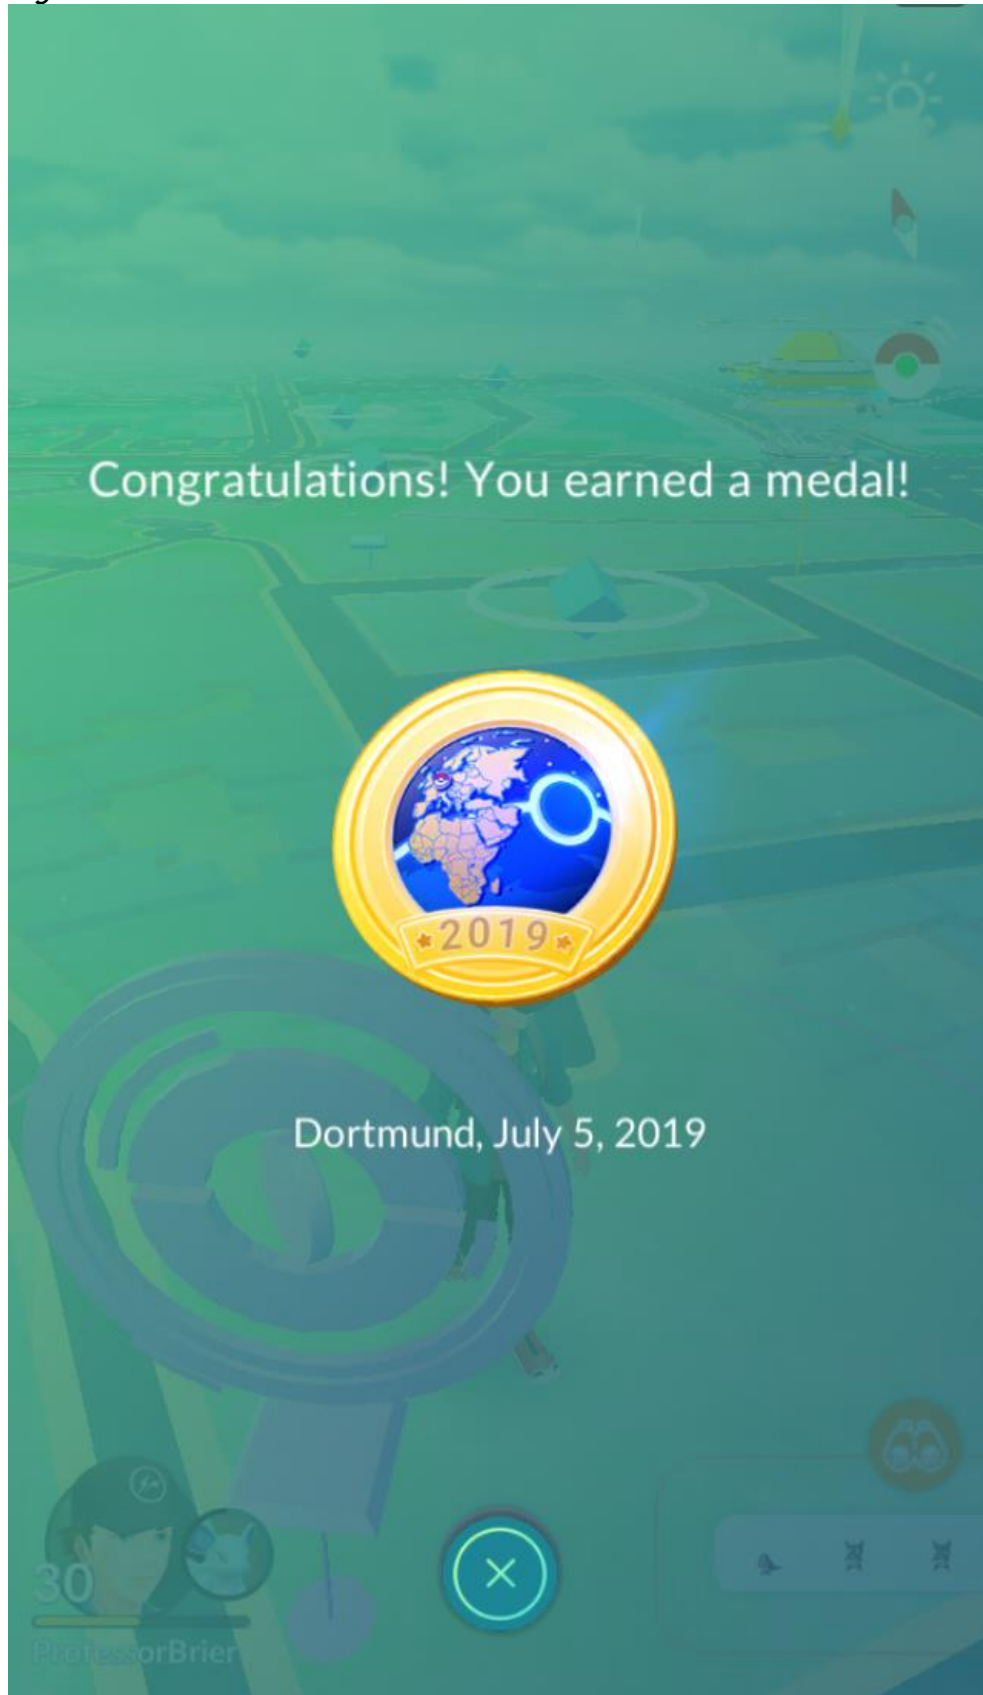 Congratulations! You earned a medal!
2019
Dortmund, July 5, 2019
30
ProfessorBrier